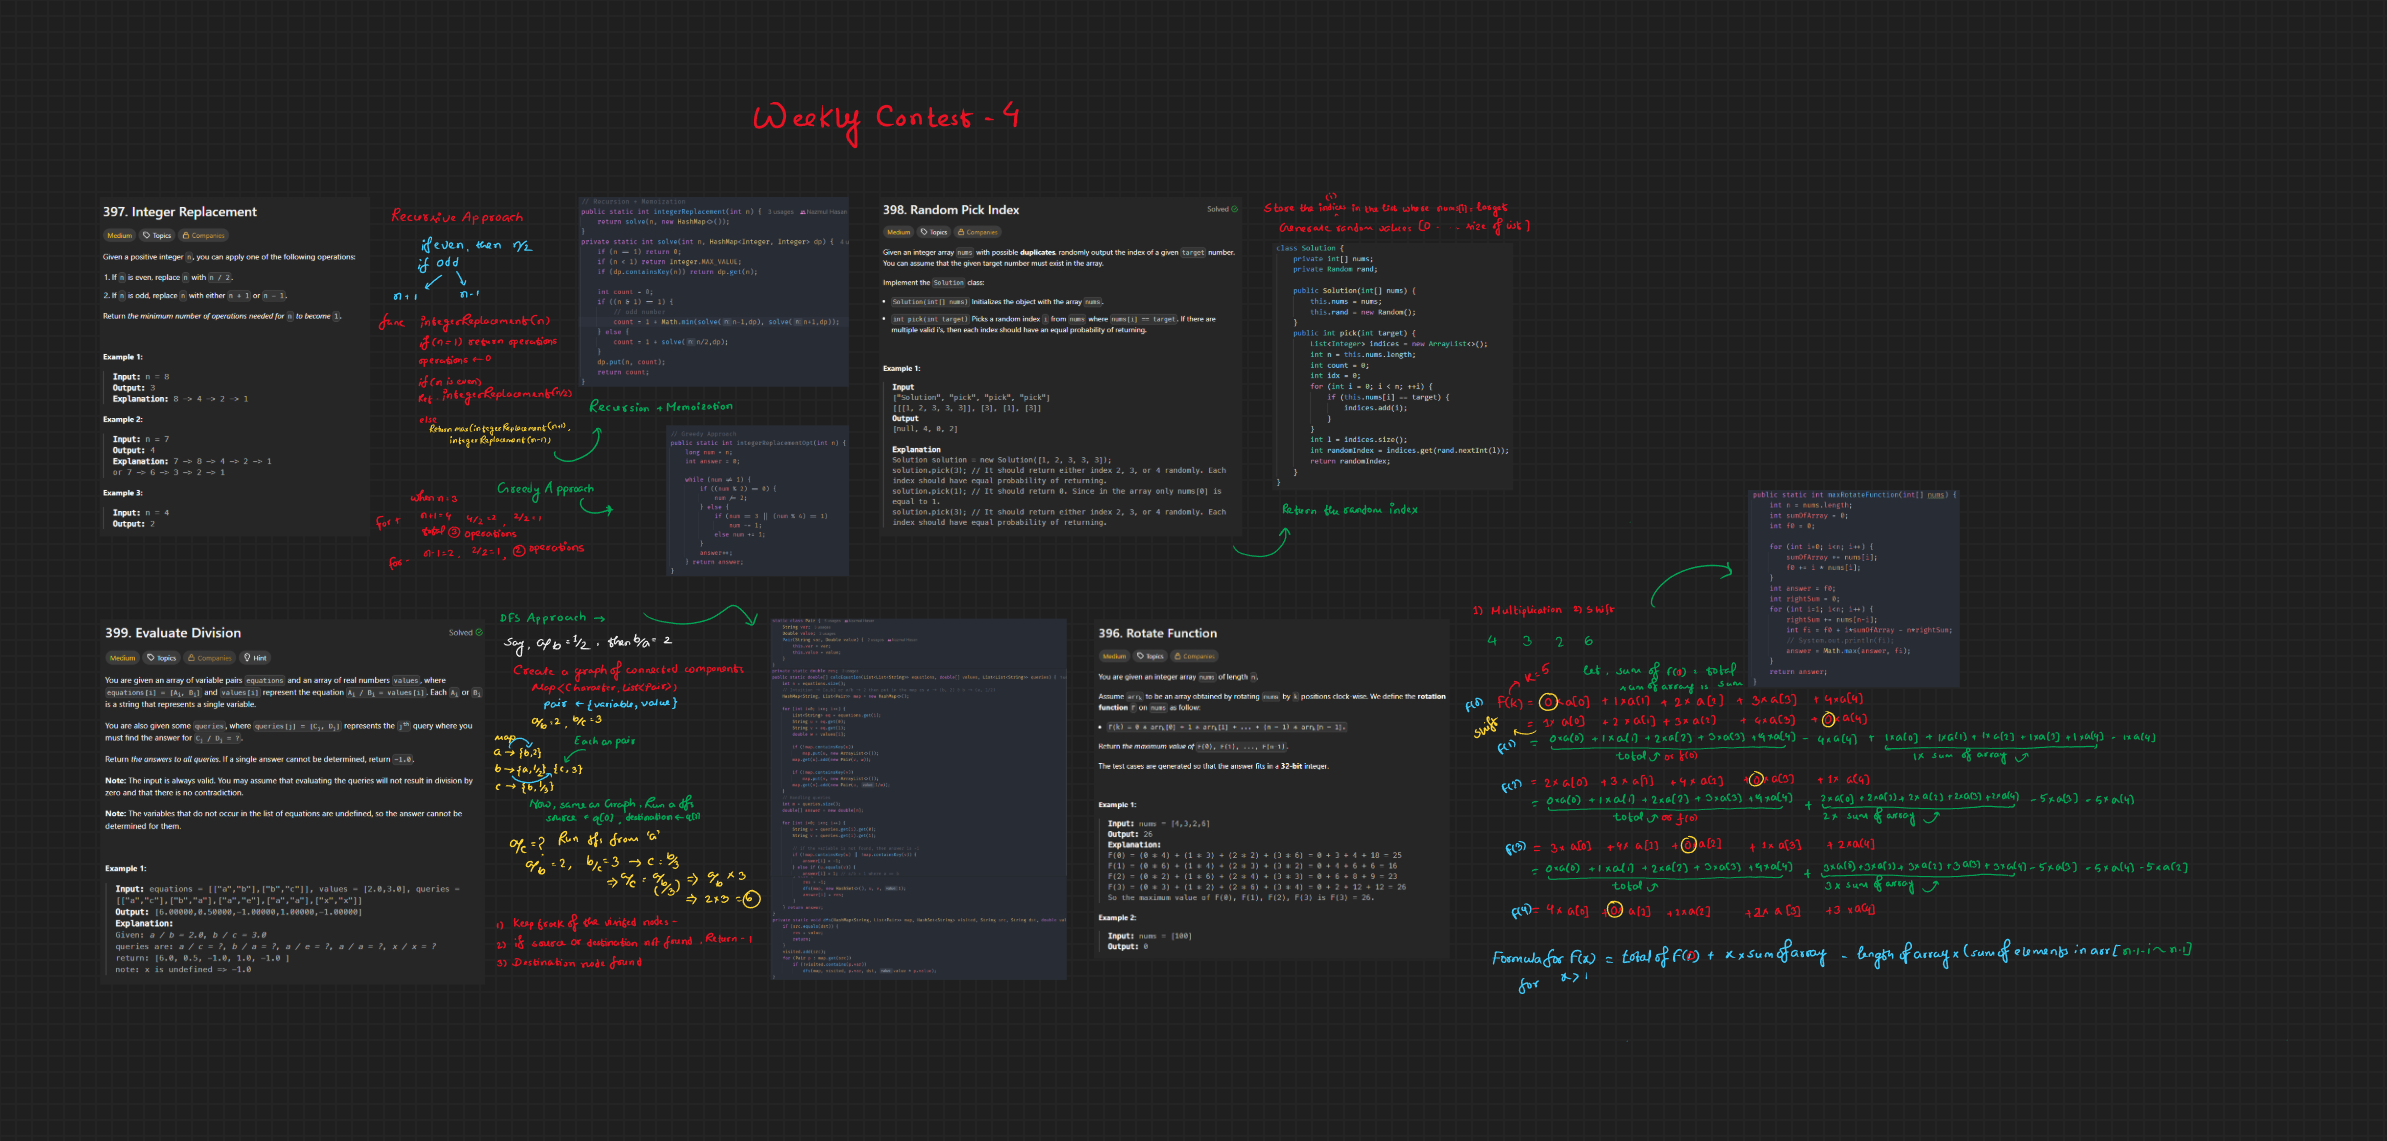 Weekly Contest - 4
397. Integer Replacement
Medium Topics Companies
Given a positive integer n, you can apply one of the following operations:
1. If n is even, replace n with n / 2.
2. If n is odd, replace n with either n + 1 or n - 1.
Return the minimum number of operations needed for n to become 1.
Example 1:
Input: n = 8
Output: 3
Explanation: 8 -> 4 -> 2 -> 1
Example 2:
Input: n = 7
Output: 4
Explanation: 7 -> 8 -> 4 -> 2 -> 1
or 7 -> 6 -> 3 -> 2 -> 1
Example 3:
Input: n = 4
Output: 2
Recursive Approach
if even, then n/2
if odd
n+1 n-1
func integerReplacement(n)
if(n=1) return operations
operations ← 0
if(n is even)
Ret - integerReplacement(n/2)
else
Return max(integerReplacement(n+1),
integerReplacement(n-1))
when n=3
for + n+1=4 4/2=2, 2/2=1
total 3 operations
for - n-1=2, 2/2=1, 2 operations
// Recursion + Memoization
public static int integerReplacement(int n) { 3 usages
return solve(n, new HashMap<>());
}
private static int solve(int n, HashMap<Integer, Integer> dp) {
if (n == 1) return 0;
if (n < 1) return Integer.MAX_VALUE;
if (dp.containsKey(n)) return dp.get(n);
int count = 0;
if ((n & 1) == 1) {
// odd number
count = 1 + Math.min(solve( n: n-1,dp), solve( n: n+1,dp));
} else {
count = 1 + solve( n: n/2,dp);
}
dp.put(n, count);
return count;
}
Recursion + Memoization
Greedy Approach
// Greedy Approach
public static int integerReplacementOpt(int n) {
long num = n;
int answer = 0;
while (num != 1) {
if ((num % 2) == 0) {
num /= 2;
} else {
if (num == 3 || (num % 4) == 1)
num -= 1;
else num += 1;
}
answer++;
} return answer;
}
398. Random Pick Index
Solved
Medium Topics Companies
Given an integer array nums with possible duplicates, randomly output the index of a given target number.
You can assume that the given target number must exist in the array.
Implement the Solution class:
• Solution(int[] nums) Initializes the object with the array nums.
• int pick(int target) Picks a random index i from nums where nums[i] == target. If there are
multiple valid i's, then each index should have an equal probability of returning.
Example 1:
Input
["Solution", "pick", "pick", "pick"]
[[[1, 2, 3, 3, 3]], [3], [1], [3]]
Output
[null, 4, 0, 2]
Explanation
Solution solution = new Solution([1, 2, 3, 3, 3]);
solution.pick(3); // It should return either index 2, 3, or 4 randomly. Each
index should have equal probability of returning.
solution.pick(1); // It should return 0. Since in the array only nums[0] is
equal to 1.
solution.pick(3); // It should return either index 2, 3, or 4 randomly. Each
index should have equal probability of returning.
(i)
Store the indices in the list whose nums[i] = target
Generate random values [0 . . size of list]
class Solution {
private int[] nums;
private Random rand;
public Solution(int[] nums) {
this.nums = nums;
this.rand = new Random();
}
public int pick(int target) {
List<Integer> indices = new ArrayList<>();
int n = this.nums.length;
int count = 0;
int idx = 0;
for (int i = 0; i < n; ++i) {
if (this.nums[i] == target) {
indices.add(i);
}
}
int l = indices.size();
int randomIndex = indices.get(rand.nextInt(l));
return randomIndex;
}
}
Return the random index
399. Evaluate Division
Solved
Medium Topics Companies Hint
You are given an array of variable pairs equations and an array of real numbers values, where
equations[i] = [Ai, Bi] and values[i] represent the equation Ai / Bi = values[i]. Each Ai or Bi
is a string that represents a single variable.
You are also given some queries, where queries[j] = [Cj, Dj] represents the jth query where you
must find the answer for Cj / Dj = ?.
Return the answers to all queries. If a single answer cannot be determined, return -1.0.
Note: The input is always valid. You may assume that evaluating the queries will not result in division by
zero and that there is no contradiction.
Note: The variables that do not occur in the list of equations are undefined, so the answer cannot be
determined for them.
Example 1:
Input: equations = [["a","b"],["b","c"]], values = [2.0,3.0], queries =
[["a","c"],["b","a"],["a","e"],["a","a"],["x","x"]]
Output: [6.00000,0.50000,-1.00000,1.00000,-1.00000]
Explanation:
Given: a / b = 2.0, b / c = 3.0
queries are: a / c = ?, b / a = ?, a / e = ?, a / a = ?, x / x = ?
return: [6.0, 0.5, -1.0, 1.0, -1.0 ]
note: x is undefined => -1.0
DFS Approach →
Say, a/b = 1/2, then b/a = 2
Create a graph of connected components
Map<Character, List<Pair>>
pair ← {variable, value}
a/b = 2, b/c = 3
map
Each a pair
a → {b,2}
b → {a,1/2} {c,3}
c → {b,1/3}
Now, same as Graph, Run a dfs
source = q[0], destination ← q[1]
a/c = ? Run dfs from 'a'
a/b = 2, b/c = 3 → c = b/3
⇒ a/c = a/(b/3) ⇒ a/b × 3
⇒ 2×3 = 6
1) Keep track of the visited nodes -
2) if source or destination not found, Return -1
3) Destination node found
396. Rotate Function
Medium Topics Companies
You are given an integer array nums of length n.
Assume arrk to be an array obtained by rotating nums by k positions clock-wise. We define the rotation
function F on nums as follow:
• F(k) = 0 * arrk[0] + 1 * arrk[1] + ... + (n - 1) * arrk[n - 1].
Return the maximum value of F(0), F(1), ..., F(n-1).
The test cases are generated so that the answer fits in a 32-bit integer.
Example 1:
Input: nums = [4,3,2,6]
Output: 26
Explanation:
F(0) = (0 * 4) + (1 * 3) + (2 * 2) + (3 * 6) = 0 + 3 + 4 + 18 = 25
F(1) = (0 * 6) + (1 * 4) + (2 * 3) + (3 * 2) = 0 + 4 + 6 + 6 = 16
F(2) = (0 * 2) + (1 * 6) + (2 * 4) + (3 * 3) = 0 + 6 + 8 + 9 = 23
F(3) = (0 * 3) + (1 * 2) + (2 * 6) + (3 * 4) = 0 + 2 + 12 + 12 = 26
So the maximum value of F(0), F(1), F(2), F(3) is F(3) = 26.
Example 2:
Input: nums = [100]
Output: 0
1) Multiplication 2) Shift
4 3 2 6
K=5
let, sum of f(0) = total
sum of array is sum
public static int maxRotateFunction(int[] nums) {
int n = nums.length;
int sumOfArray = 0;
int f0 = 0;
for (int i=0; i<n; i++) {
sumOfArray += nums[i];
f0 += i * nums[i];
}
int answer = f0;
int rightSum = 0;
for (int i=1; i<n; i++) {
rightSum += nums[n-i];
int fi = f0 + i*sumOfArray - n*rightSum;
// System.out.println(fi);
answer = Math.max(answer, fi);
}
return answer;
}
f(0) F(k) = 0×a[0] + 1×a[1] + 2×a[2] + 3×a[3] + 4×a[4]
shift = 1×a[0] + 2×a[1] + 3×a[2] + 4×a[3] + 0×a[4]
f(1) = 0×a[0] + 1×a[1] + 2×a[2] + 3×a[3] + 4×a[4] - 4×a[4] + 1×a[0] + 1×a[1] + 1×a[2] + 1×a[3] + 1×a[4] - 1×a[4]
total or f(0) 1× sum of array
f(2) = 2×a[0] + 3×a[1] + 4×a[2] + 0×a[3] + 1×a[4]
= 0×a[0] + 1×a[1] + 2×a[2] + 3×a[3] + 4×a[4] + 2×a[0] + 2×a[1] + 2×a[2] + 2×a[3] + 2×a[4] - 5×a[3] - 5×a[4]
total or f(0) 2× sum of array
f(3) = 3×a[0] + 4×a[1] + 0×a[2] + 1×a[3] + 2×a[4]
= 0×a[0] + 1×a[1] + 2×a[2] + 3×a[3] + 4×a[4] + 3×a[0] + 3×a[1] + 3×a[2] + 3×a[3] + 3×a[4] - 5×a[3] - 5×a[4] - 5×a[2]
total 3× sum of array
f(4) = 4×a[0] + 0×a[1] + 1×a[2] + 2×a[3] + 3×a[4]
Formula for F(x) = total of F(0) + x × sum of array - length of array × (sum of elements in arr[n-1-i ~ n-1]
for x>1